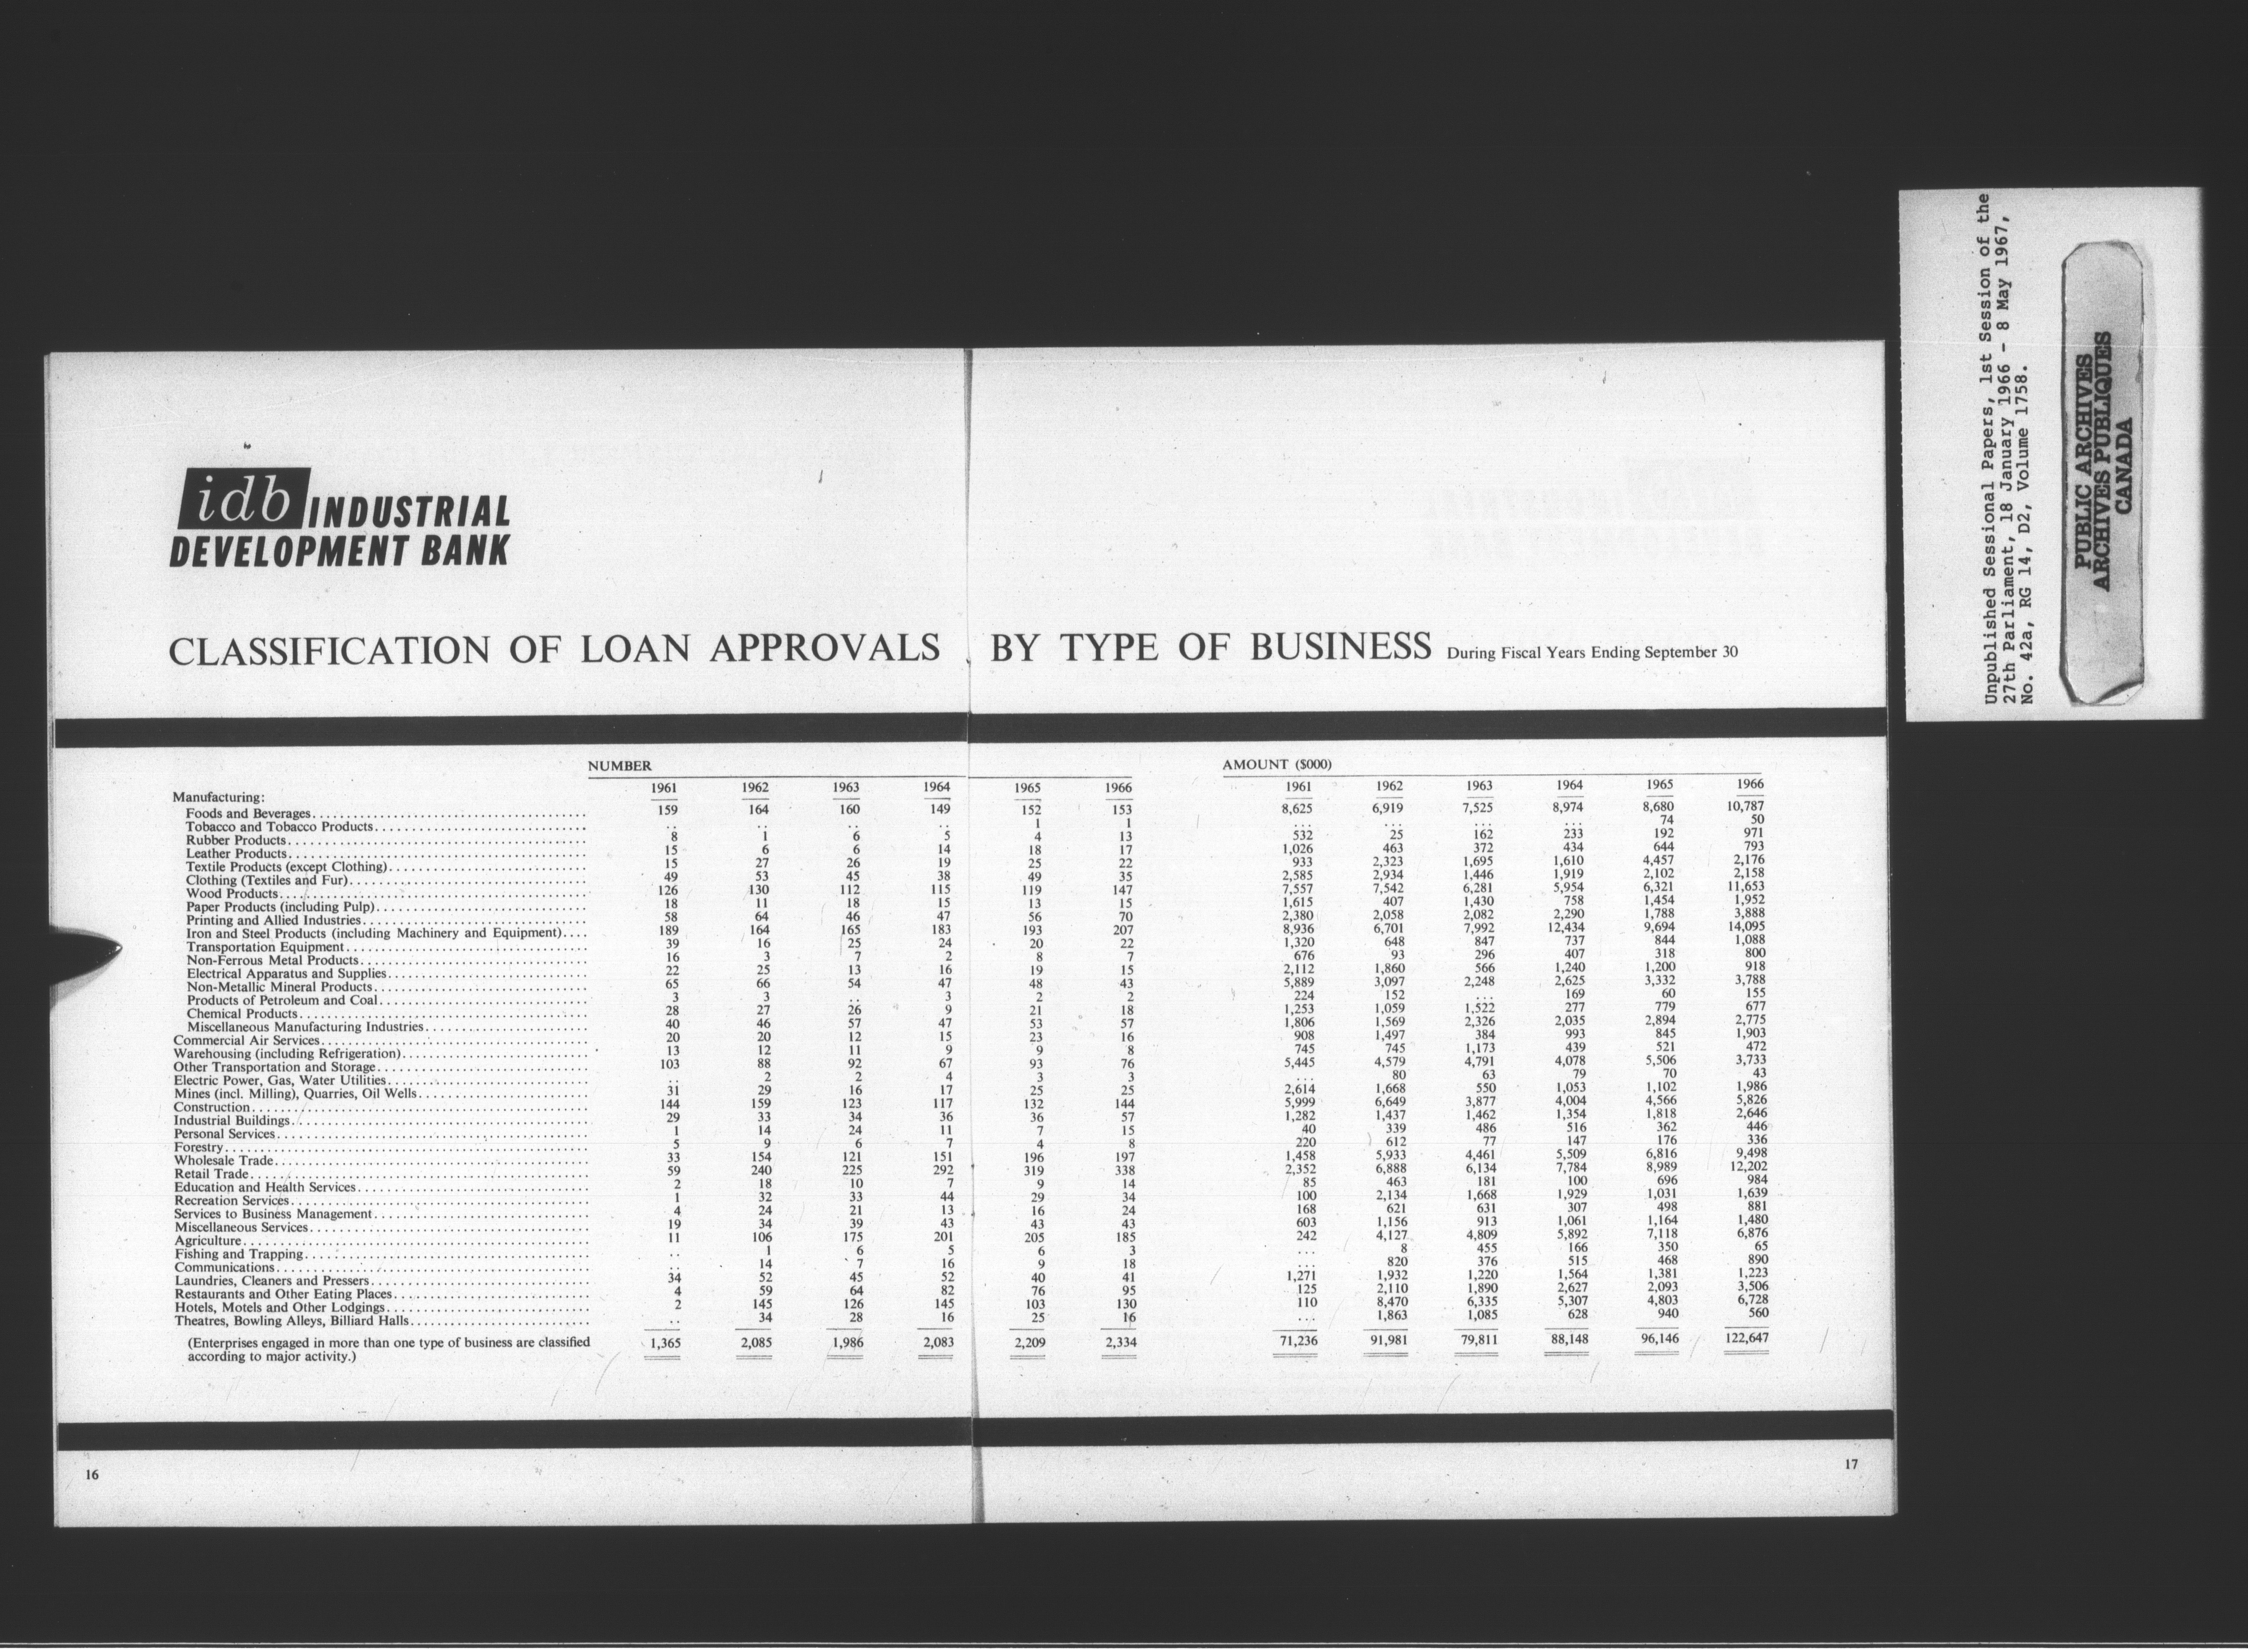 idb INDUSTRIAL
DEVELOPMENT BANK
CLASSIFICATION OF LOAN APPROVALS BY TYPE OF BUSINESS During Fiscal Years Ending September 30
NUMBER AMOUNT ($000)
1961 1962 1963 1964 1965 1966 1961 1962 1963 1964 1965 1966
Manufacturing:
Foods and Beverages 159 164 160 149 152 153 8,625 6,919 7,525 8,974 8,680 10,787
Tobacco and Tobacco Products .. .. .. .. 1 1 ... ... ... ... 74 50
Rubber Products 8 1 6 5 4 13 532 25 162 233 192 971
Leather Products 15 6 6 14 18 17 1,026 463 372 434 644 793
Textile Products (except Clothing) 15 27 26 19 25 22 933 2,323 1,695 1,610 4,457 2,176
Clothing (Textiles and Fur) 49 53 45 38 49 35 2,585 2,934 1,446 1,919 2,102 2,158
Wood Products 126 130 112 115 119 147 7,557 7,542 6,281 5,954 6,321 11,653
Paper Products (including Pulp) 18 11 18 15 13 15 1,615 407 1,430 758 1,454 1,952
Printing and Allied Industries 58 64 46 47 56 70 2,380 2,058 2,082 2,290 1,788 3,888
Iron and Steel Products (including Machinery and Equipment) 189 164 165 183 193 207 8,936 6,701 7,992 12,434 9,694 14,095
Transportation Equipment 39 16 25 24 20 22 1,320 648 847 737 844 1,088
Non-Ferrous Metal Products 16 3 7 2 8 7 676 93 296 407 318 800
Electrical Apparatus and Supplies 22 25 13 16 19 15 2,112 1,860 566 1,240 1,200 918
Non-Metallic Mineral Products 65 66 54 47 48 43 5,889 3,097 2,248 2,625 3,332 3,788
Products of Petroleum and Coal 3 3 .. 3 2 2 224 152 ... 169 60 155
Chemical Products 28 27 26 9 21 18 1,253 1,059 1,522 277 779 677
Miscellaneous Manufacturing Industries 40 46 57 47 53 57 1,806 1,569 2,326 2,035 2,894 2,775
Commercial Air Services 20 20 12 15 23 16 908 1,497 384 993 845 1,903
Warehousing (including Refrigeration) 13 12 11 9 9 8 745 745 1,173 439 521 472
Other Transportation and Storage 103 88 92 67 93 76 5,445 4,579 4,791 4,078 5,506 3,733
Electric Power, Gas, Water Utilities .. 2 2 4 3 3 ... 80 63 79 70 43
Mines (incl. Milling), Quarries, Oil Wells 31 29 16 17 25 25 2,614 1,668 550 1,053 1,102 1,986
Construction 144 159 123 117 132 144 5,999 6,649 3,877 4,004 4,566 5,826
Industrial Buildings 29 33 34 36 36 57 1,282 1,437 1,462 1,354 1,818 2,646
Personal Services 1 14 24 11 7 15 40 339 486 516 362 446
Forestry 5 9 6 7 4 8 220 612 77 147 176 336
Wholesale Trade 33 154 121 151 196 197 1,458 5,933 4,461 5,509 6,816 9,498
Retail Trade 59 240 225 292 319 338 2,352 6,888 6,134 7,784 8,989 12,202
Education and Health Services 2 18 10 7 9 14 85 463 181 100 696 984
Recreation Services 1 32 33 44 29 34 100 2,134 1,668 1,929 1,031 1,639
Services to Business Management 4 24 21 13 16 24 168 621 631 307 498 881
Miscellaneous Services 19 34 39 43 43 43 603 1,156 913 1,061 1,164 1,480
Agriculture 11 106 175 201 205 185 242 4,127 4,809 5,892 7,118 6,876
Fishing and Trapping .. 1 6 5 6 3 ... 8 455 166 350 65
Communications .. 14 7 16 9 18 ... 820 376 515 468 890
Laundries, Cleaners and Pressers 34 52 45 52 40 41 1,271 1,932 1,220 1,564 1,381 1,223
Restaurants and Other Eating Places 4 59 64 82 76 95 125 2,110 1,890 2,627 2,093 3,506
Hotels, Motels and Other Lodgings 2 145 126 145 103 130 110 8,470 6,335 5,307 4,803 6,728
Theatres, Bowling Alleys, Billiard Halls .. 34 28 16 25 16 ... 1,863 1,085 628 940 560
(Enterprises engaged in more than one type of business are classified 1,365 2,085 1,986 2,083 2,209 2,334 71,236 91,981 79,811 88,148 96,146 122,647
according to major activity.)
16
17
Unpublished Sessional Papers, 1st Session of the
27th Parliament, 18 January 1966 - 8 May 1967,
No. 42a, RG 14, D2, Volume 1758.
PUBLIC ARCHIVES
ARCHIVES PUBLIQUES
CANADA